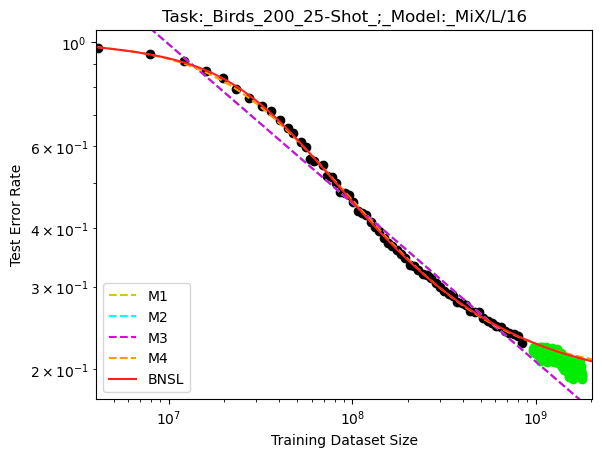 Task:_Birds_200_25-Shot_;_Model:_MiX/L/16
10⁰
6 × 10⁻¹
4 × 10⁻¹
3 × 10⁻¹
2 × 10⁻¹
Test Error Rate
M1
M2
M3
M4
BNSL
10⁷
10⁸
10⁹
Training Dataset Size